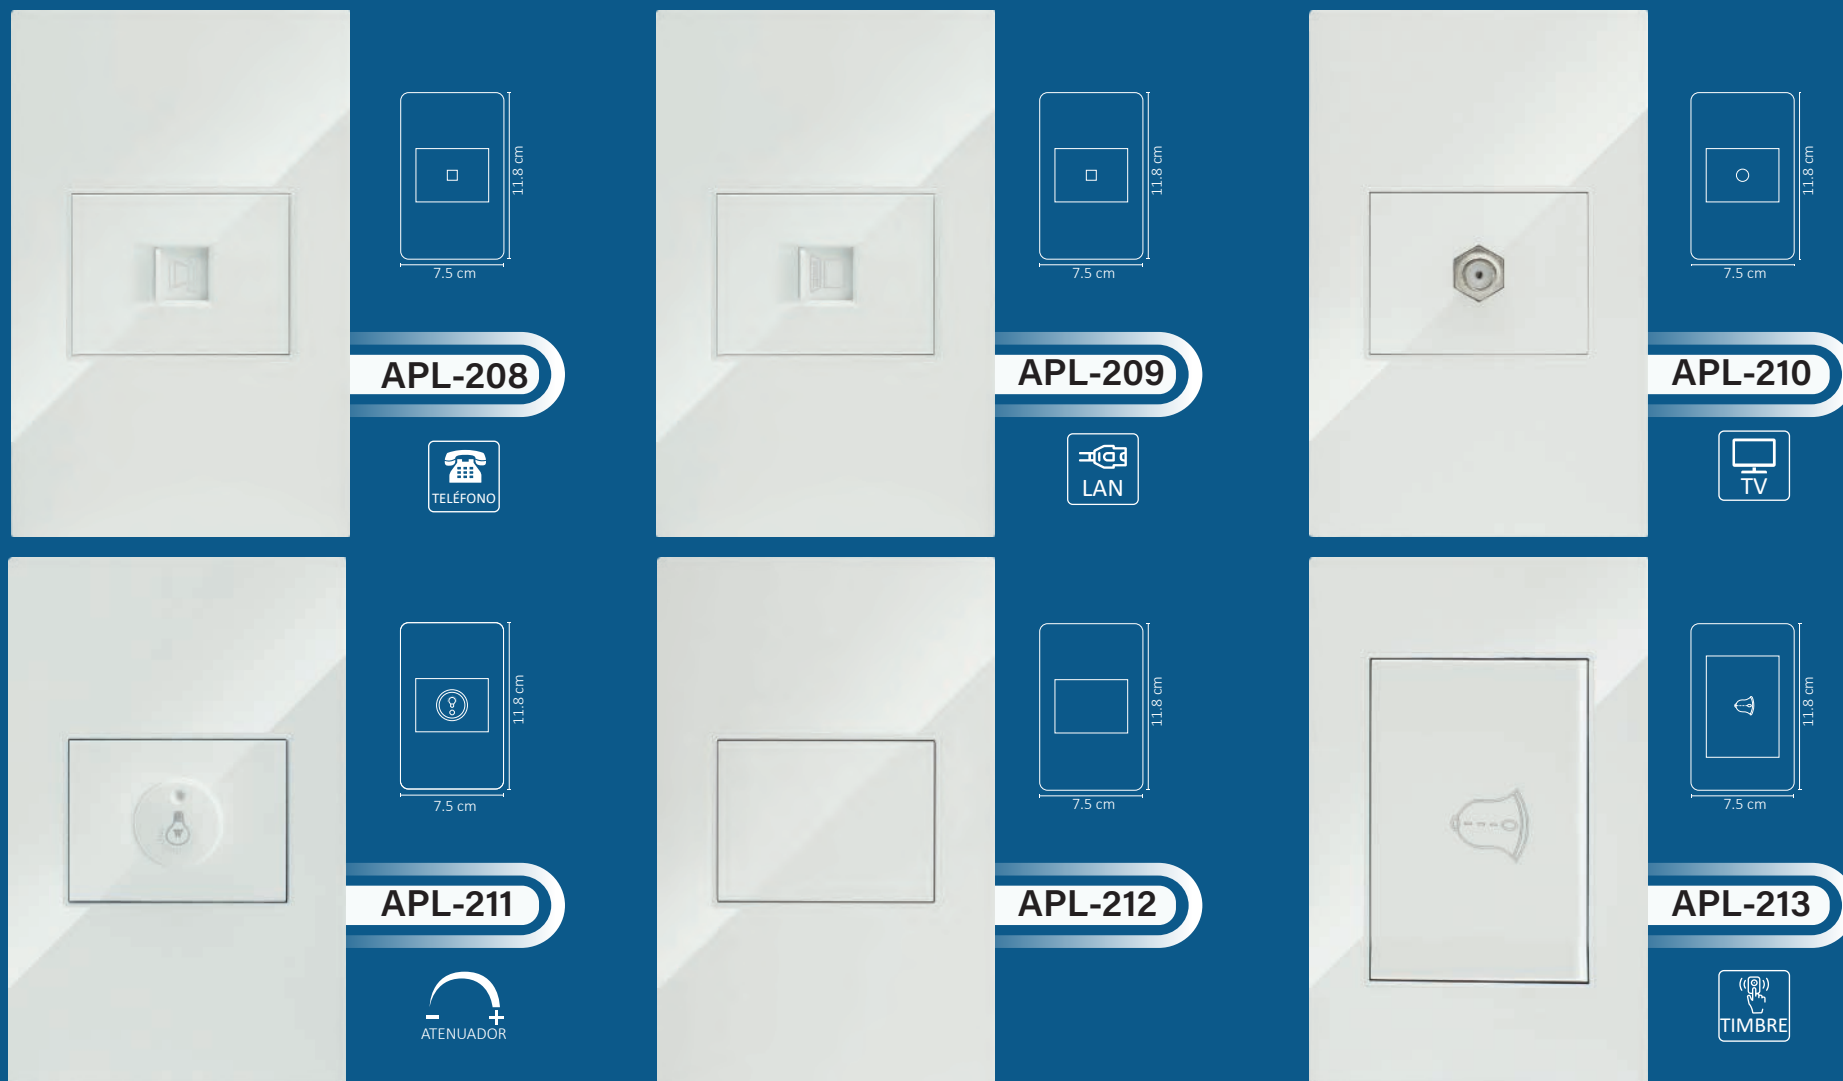 11.8 cm
7.5 cm
APL-208
TELÉFONO
11.8 cm
7.5 cm
APL-209
LAN
11.8 cm
7.5 cm
APL-210
TV
11.8 cm
7.5 cm
APL-211
ATENUADOR
11.8 cm
7.5 cm
APL-212
11.8 cm
7.5 cm
APL-213
TIMBRE